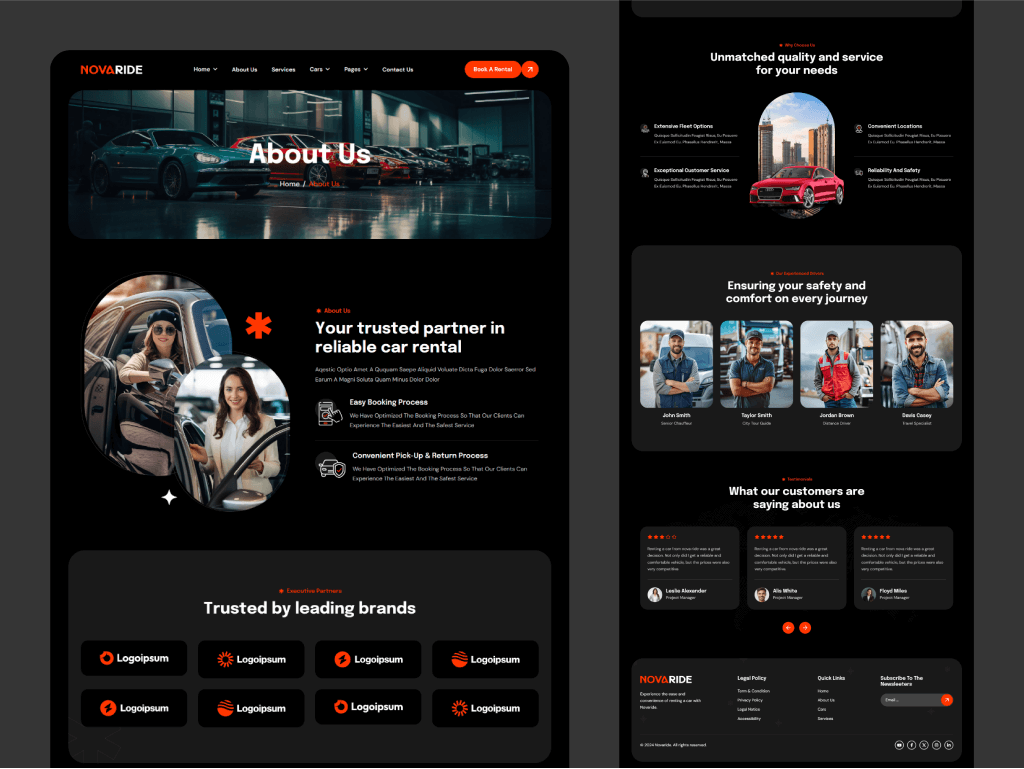 NOVARIDE
Home
About Us
Services
Cars
Pages
Contact Us
Book A Rental
About Us
Home / About Us
About Us
Your trusted partner in
reliable car rental
Aqestic Optio Amet A Ququam Saepe Aliquid Voluate Dicta Fuga Dolor Saerror Sed
Earum A Magni Soluta Quam Minus Dolor Dolor
Easy Booking Process
We Have Optimized The Booking Process So That Our Clients Can
Experience The Easiest And The Safest Service
Convenient Pick-Up & Return Process
We Have Optimized The Booking Process So That Our Clients Can
Experience The Easiest And The Safest Service
Executive Partners
Trusted by leading brands
Logoipsum
Logoipsum
Logoipsum
Logoipsum
Logoipsum
Logoipsum
Logoipsum
Logoipsum
Why Choose Us
Unmatched quality and service
for your needs
Extensive Fleet Options
Quisque Sollicitudin Feugiat Risus, Eu Posuere
Ex Euismod Eu. Phasellus Hendrerit, Massa
Exceptional Customer Service
Quisque Sollicitudin Feugiat Risus, Eu Posuere
Ex Euismod Eu. Phasellus Hendrerit, Massa
Convenient Locations
Quisque Sollicitudin Feugiat Risus, Eu Posuere
Ex Euismod Eu. Phasellus Hendrerit, Massa
Reliability And Safety
Quisque Sollicitudin Feugiat Risus, Eu Posuere
Ex Euismod Eu. Phasellus Hendrerit, Massa
Our Experienced Drivers
Ensuring your safety and
comfort on every journey
John Smith
Senior Chauffeur
Taylor Smith
City Tour Guide
Jordan Brown
Distance Driver
Davis Casey
Travel Specialist
Testimonials
What our customers are
saying about us
Renting a car from nova ride was a great
decision. Not only did I get a reliable and
comfortable vehicle, but the prices were also
very competitive.
Leslie Alexander
Project Manager
Renting a car from nova ride was a great
decision. Not only did I get a reliable and
comfortable vehicle, but the prices were also
very competitive.
Alis White
Project Manager
Renting a car from nova ride was a great
decision. Not only did I get a reliable and
comfortable vehicle, but the prices were also
very competitive.
Floyd Miles
Project Manager
NOVARIDE
Experience the ease and
convenience of renting a car with
Novaride.
Legal Policy
Term & Condition
Privacy Policy
Legal Notice
Accessibility
Quick Links
Home
About Us
Cars
Services
Subscribe To The
Newsleeters
Email ...
© 2024 Novaride. All rights reserved